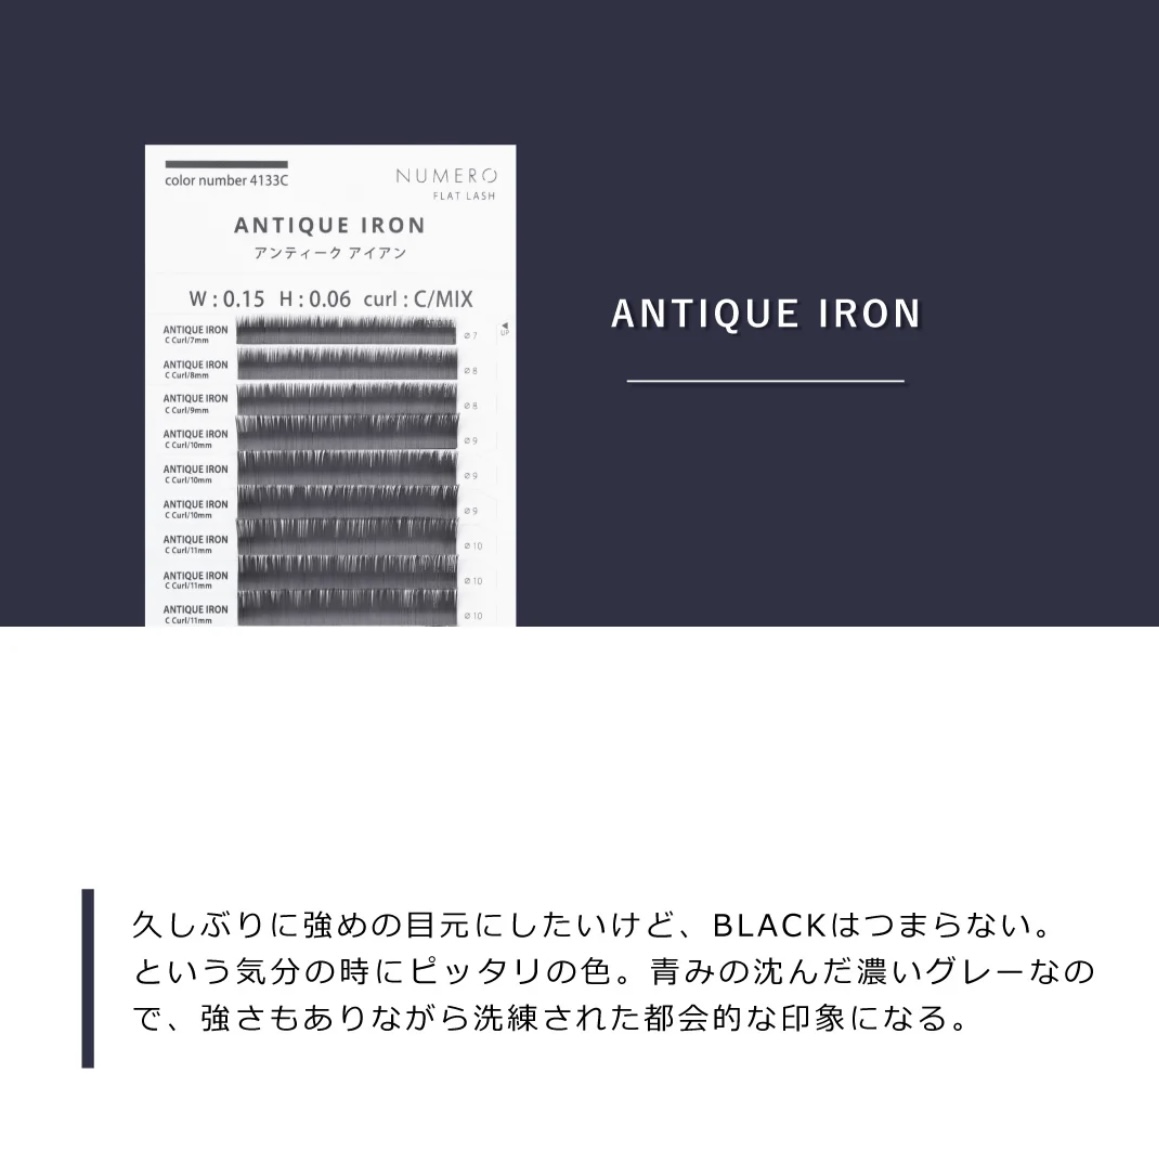 color number 4133C
NUMERO
FLAT LASH
ANTIQUE IRON
アンティーク アイアン
W : 0.15 H : 0.06 curl : C/MIX
ANTIQUE IRON
C Curl/7mm
⌀ 7
UP
ANTIQUE IRON
C Curl/8mm
⌀ 8
ANTIQUE IRON
C Curl/9mm
⌀ 8
ANTIQUE IRON
C Curl/10mm
⌀ 9
ANTIQUE IRON
C Curl/10mm
⌀ 9
ANTIQUE IRON
C Curl/10mm
⌀ 9
ANTIQUE IRON
C Curl/11mm
⌀ 10
ANTIQUE IRON
C Curl/11mm
⌀ 10
ANTIQUE IRON
C Curl/11mm
⌀ 10
ANTIQUE IRON
久しぶりに強めの目元にしたいけど、BLACKはつまらない。
という気分の時にピッタリの色。青みの沈んだ濃いグレーなの
で、強さもありながら洗練された都会的な印象になる。